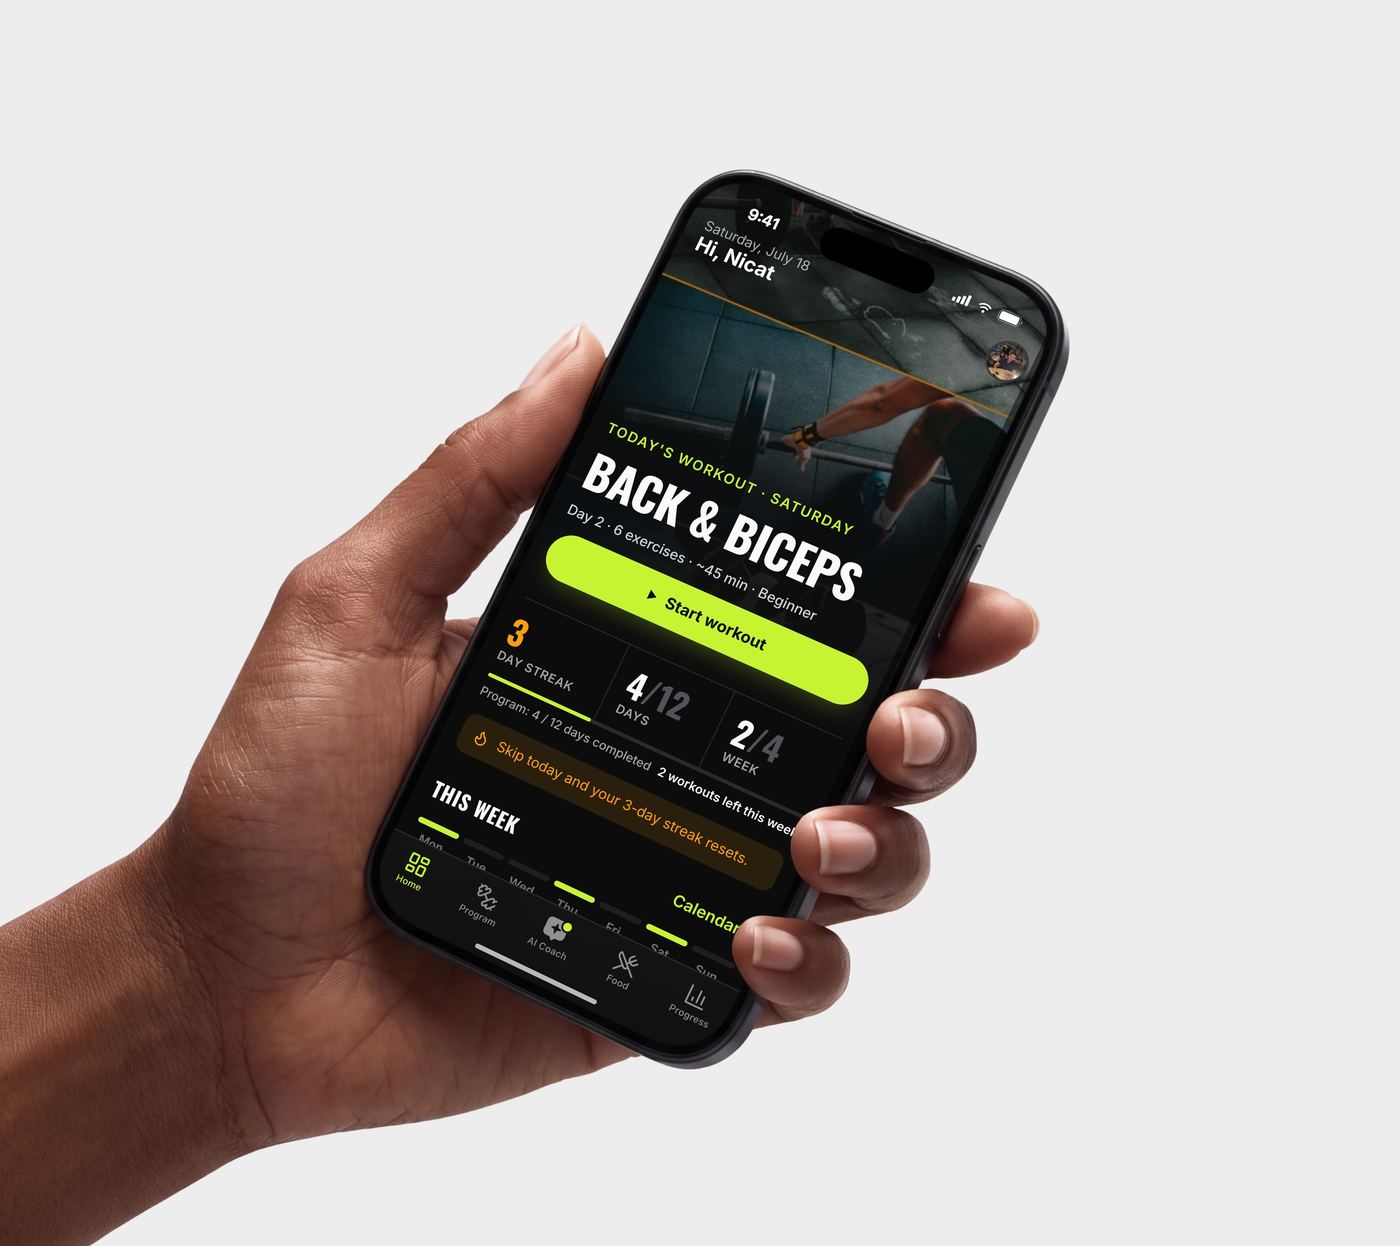 9:41
Saturday, July 18
Hi, Nicat
TODAY'S WORKOUT · SATURDAY
BACK & BICEPS
Day 2 · 6 exercises · ~45 min · Beginner
Start workout
3
DAY STREAK
4/12
DAYS
2/4
WEEK
Program: 4 / 12 days completed
2 workouts left this week
Skip today and your 3-day streak resets.
THIS WEEK
Calendar
Mon
Tue
Wed
Thu
Fri
Sat
Sun
Home
Program
AI Coach
Food
Progress